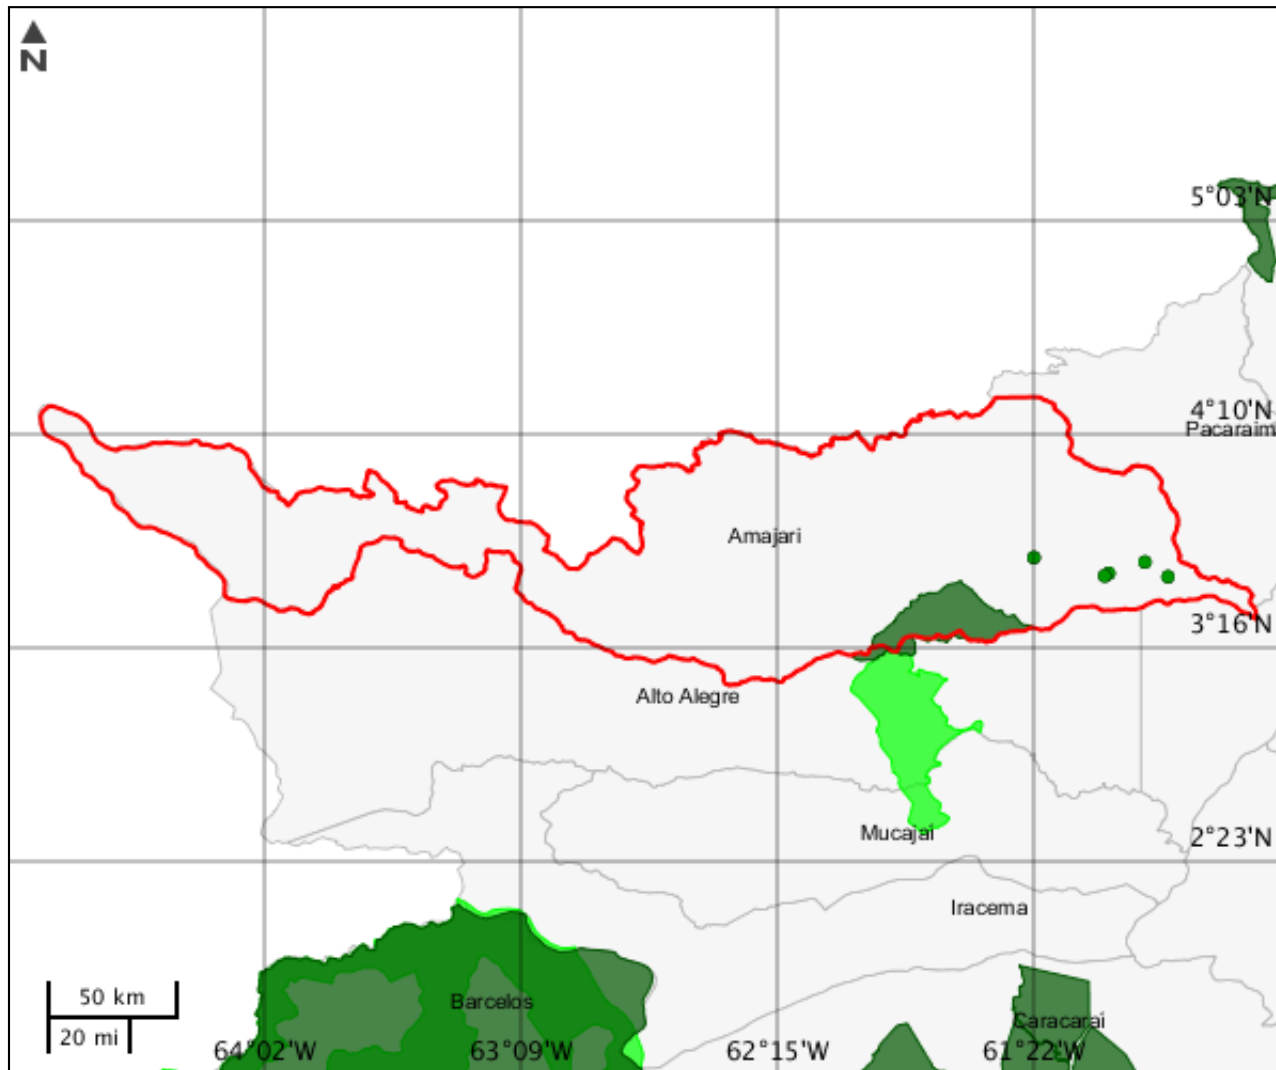 N
5°03'N
4°10'N
Pacaraim
Amajari
3°16'N
Alto Alegre
2°23'N
Mucajaí
Iracema
50 km
20 mi
Barcelos
Caracarai
64°02'W
63°09'W
62°15'W
61°22'W